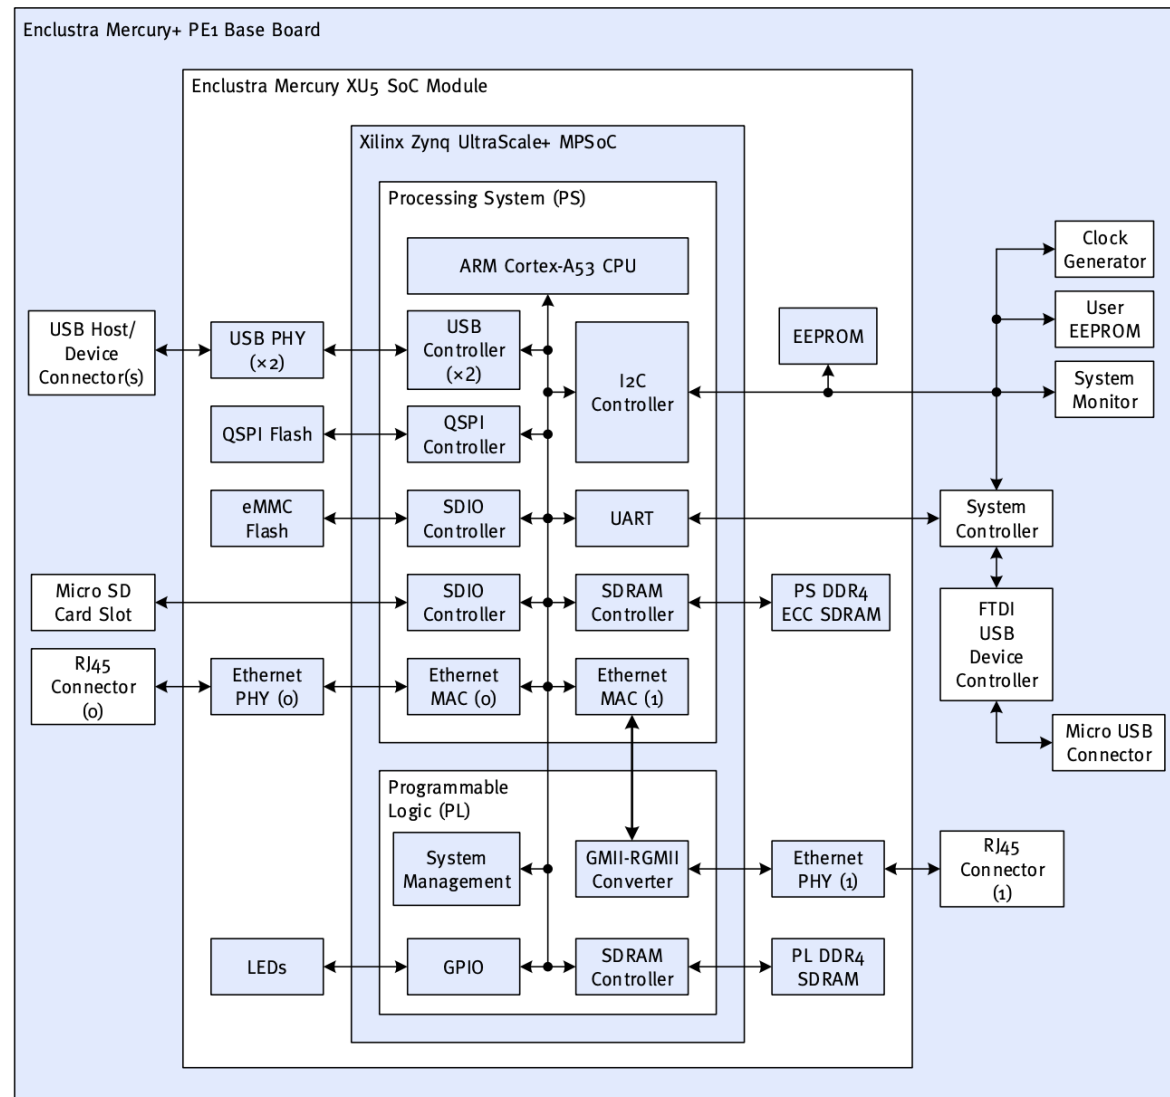 Enclustra Mercury+ PE1 Base Board
Enclustra Mercury XU5 SoC Module
Xilinx Zynq UltraScale+ MPSoC
Processing System (PS)
ARM Cortex-A53 CPU
Clock
Generator
USB Host/
Device
Connector(s)
USB PHY
(×2)
USB
Controller
(×2)
I2C
Controller
EEPROM
User
EEPROM
System
Monitor
QSPI Flash
QSPI
Controller
eMMC
Flash
SDIO
Controller
UART
System
Controller
Micro SD
Card Slot
SDIO
Controller
SDRAM
Controller
PS DDR4
ECC SDRAM
FTDI
USB
Device
Controller
RJ45
Connector
(0)
Ethernet
PHY (0)
Ethernet
MAC (0)
Ethernet
MAC (1)
Micro USB
Connector
Programmable
Logic (PL)
System
Management
GMII-RGMII
Converter
Ethernet
PHY (1)
RJ45
Connector
(1)
LEDs
GPIO
SDRAM
Controller
PL DDR4
SDRAM